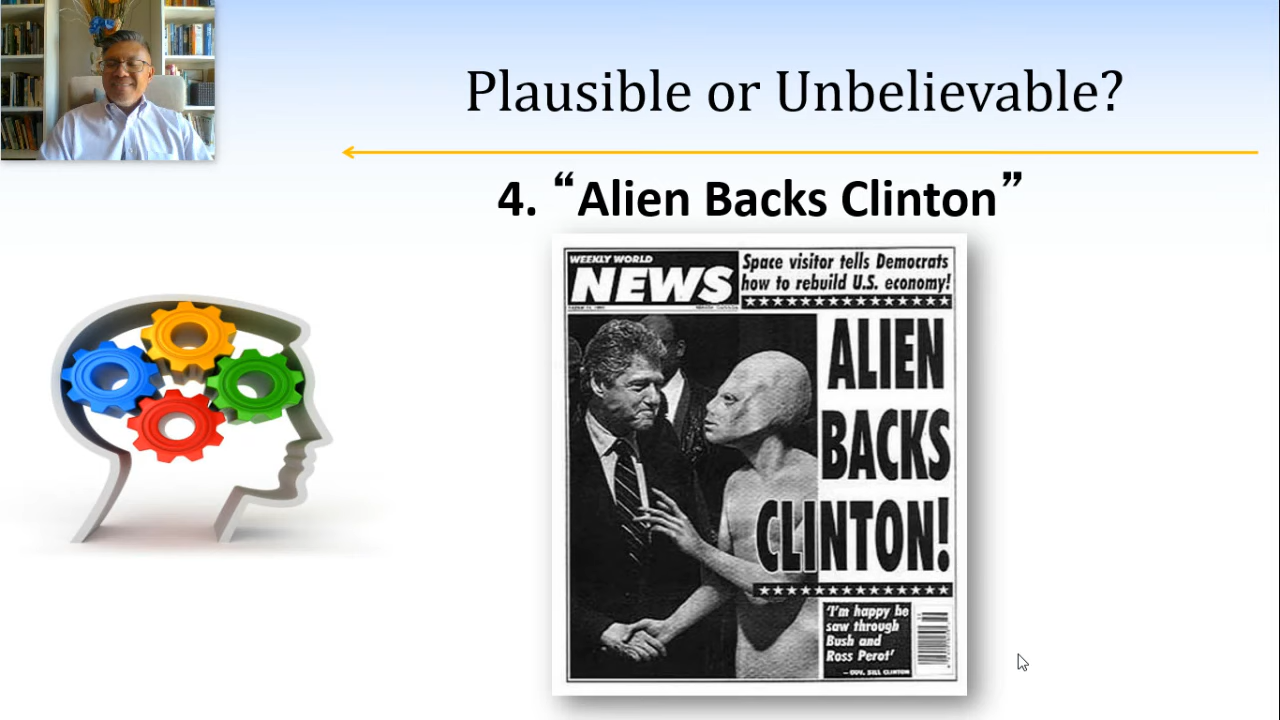 Plausible or Unbelievable?
4. “Alien Backs Clinton”
WEEKLY WORLD
NEWS
Space visitor tells Democrats
how to rebuild U.S. economy!
ALIEN
BACKS
CLINTON!
'I'm happy he
saw through
Bush and
Ross Perot'
— GOV. BILL CLINTON